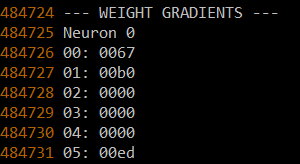 484724 --- WEIGHT GRADIENTS ---
484725 Neuron 0
484726 00: 0067
484727 01: 00b0
484728 02: 0000
484729 03: 0000
484730 04: 0000
484731 05: 00ed